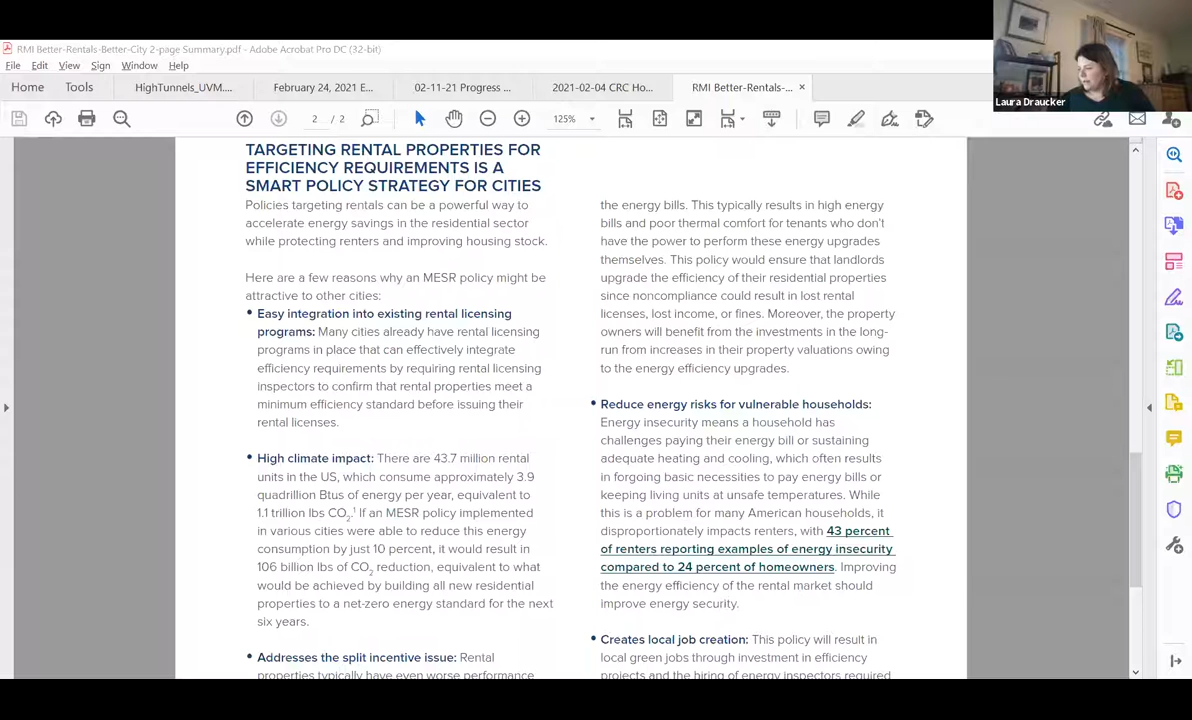 RMI Better-Rentals-Better-City 2-page Summary.pdf - Adobe Acrobat Pro DC (32-bit)
File Edit View Sign Window Help
Home Tools HighTunnels_UVM.... February 24, 2021 E... 02-11-21 Progress ... 2021-02-04 CRC Ho... RMI Better-Rentals-... ×
Laura Draucker
2 / 2 125%
TARGETING RENTAL PROPERTIES FOR
EFFICIENCY REQUIREMENTS IS A
SMART POLICY STRATEGY FOR CITIES
Policies targeting rentals can be a powerful way to
accelerate energy savings in the residential sector
while protecting renters and improving housing stock.
Here are a few reasons why an MESR policy might be
attractive to other cities:
• Easy integration into existing rental licensing
programs: Many cities already have rental licensing
programs in place that can effectively integrate
efficiency requirements by requiring rental licensing
inspectors to confirm that rental properties meet a
minimum efficiency standard before issuing their
rental licenses.
• High climate impact: There are 43.7 million rental
units in the US, which consume approximately 3.9
quadrillion Btus of energy per year, equivalent to
1.1 trillion lbs CO2.1 If an MESR policy implemented
in various cities were able to reduce this energy
consumption by just 10 percent, it would result in
106 billion lbs of CO2 reduction, equivalent to what
would be achieved by building all new residential
properties to a net-zero energy standard for the next
six years.
• Addresses the split incentive issue: Rental
properties typically have even worse performance
the energy bills. This typically results in high energy
bills and poor thermal comfort for tenants who don't
have the power to perform these energy upgrades
themselves. This policy would ensure that landlords
upgrade the efficiency of their residential properties
since noncompliance could result in lost rental
licenses, lost income, or fines. Moreover, the property
owners will benefit from the investments in the long-
run from increases in their property valuations owing
to the energy efficiency upgrades.
• Reduce energy risks for vulnerable households:
Energy insecurity means a household has
challenges paying their energy bill or sustaining
adequate heating and cooling, which often results
in forgoing basic necessities to pay energy bills or
keeping living units at unsafe temperatures. While
this is a problem for many American households, it
disproportionately impacts renters, with 43 percent
of renters reporting examples of energy insecurity
compared to 24 percent of homeowners. Improving
the energy efficiency of the rental market should
improve energy security.
• Creates local job creation: This policy will result in
local green jobs through investment in efficiency
projects and the hiring of energy inspectors required